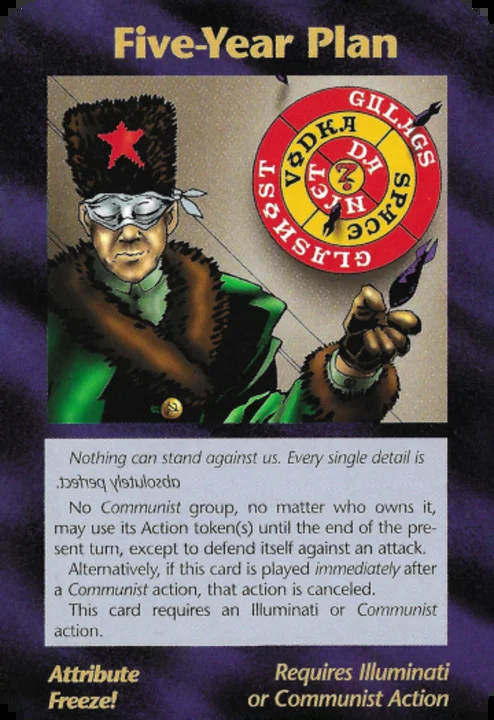 Five-Year Plan
GULAGS
VODKA
DA
?
NIET
SPACE
GLASNOST
Nothing can stand against us. Every single detail is
absolutely perfect.
No Communist group, no matter who owns it,
may use its Action token(s) until the end of the pre-
sent turn, except to defend itself against an attack.
Alternatively, if this card is played immediately after
a Communist action, that action is canceled.
This card requires an Illuminati or Communist
action.
Attribute
Freeze!
Requires Illuminati
or Communist Action